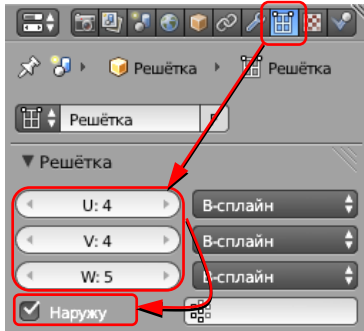 Решётка Решётка
Решётка F
Решётка
U: 4 В-сплайн
V: 4 В-сплайн
W: 5 В-сплайн
Наружу